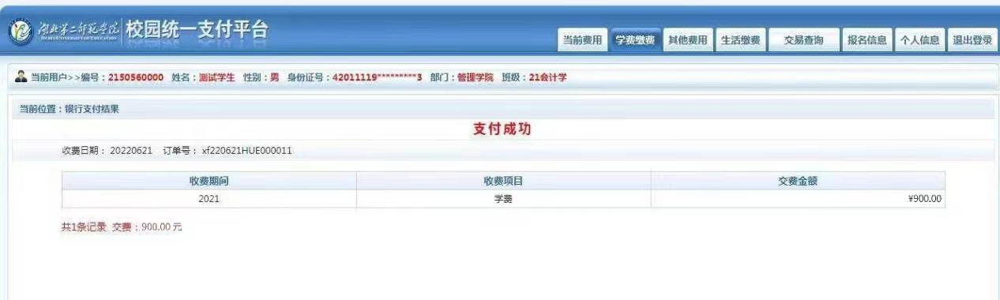 湖北第二师范学院 校园统一支付平台
当前费用 学费缴费 其他费用 生活缴费 交易查询 报名信息 个人信息 退出登录
当前用户>>编号：2150560000 姓名：测试学生 性别：男 身份证号：42011119*********3 部门：管理学院 班级：21会计学
当前位置：银行支付结果
支付成功
收费日期： 20220621 订单号： xf220621HUE000011
收费期间 收费项目 交费金额
2021 学费 ¥900.00
共1条记录 交费：900.00 元